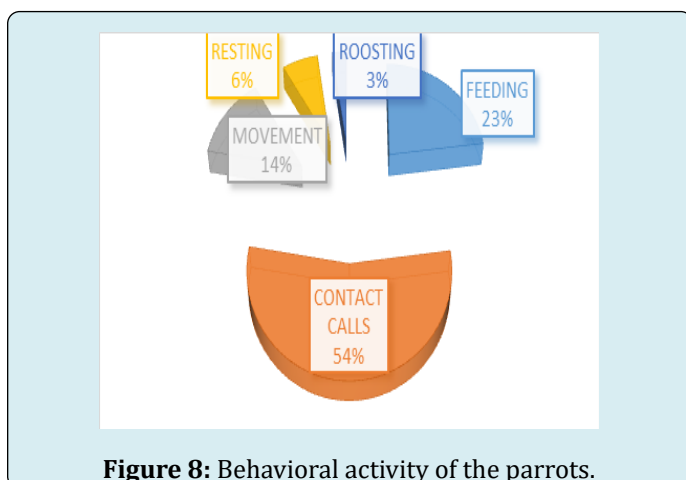 RESTING
6%
ROOSTING
3%
FEEDING
23%
MOVEMENT
14%
CONTACT
CALLS
54%
Figure 8: Behavioral activity of the parrots.